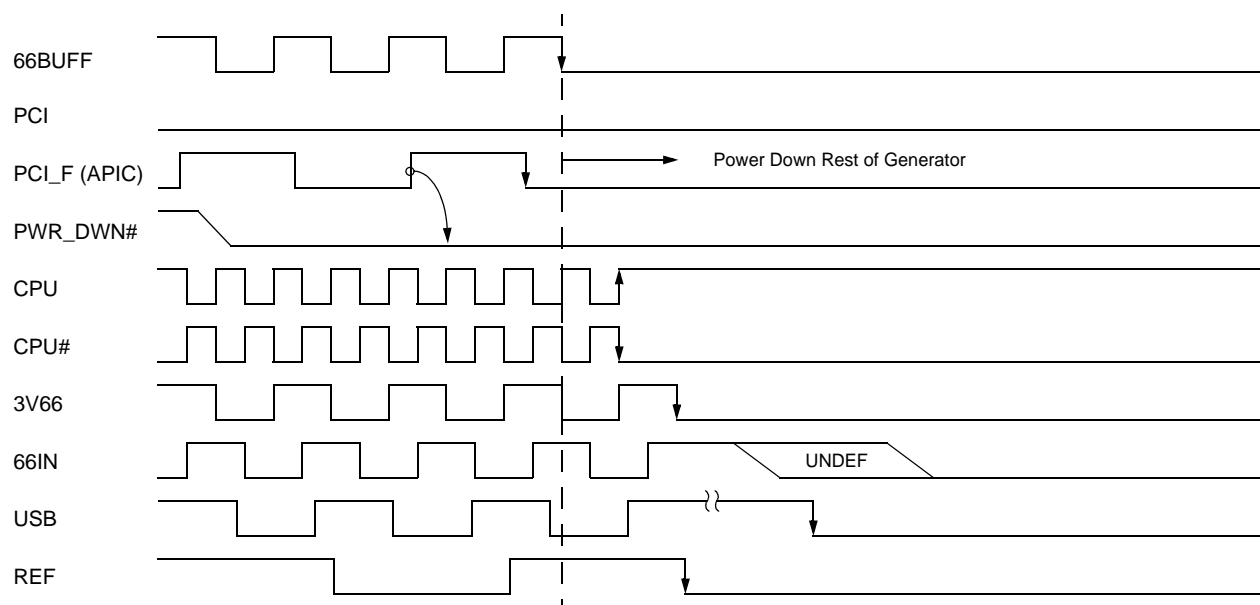 66BUFF
PCI
PCI_F (APIC)
Power Down Rest of Generator
PWR_DWN#
CPU
CPU#
3V66
66IN
UNDEF
USB
REF